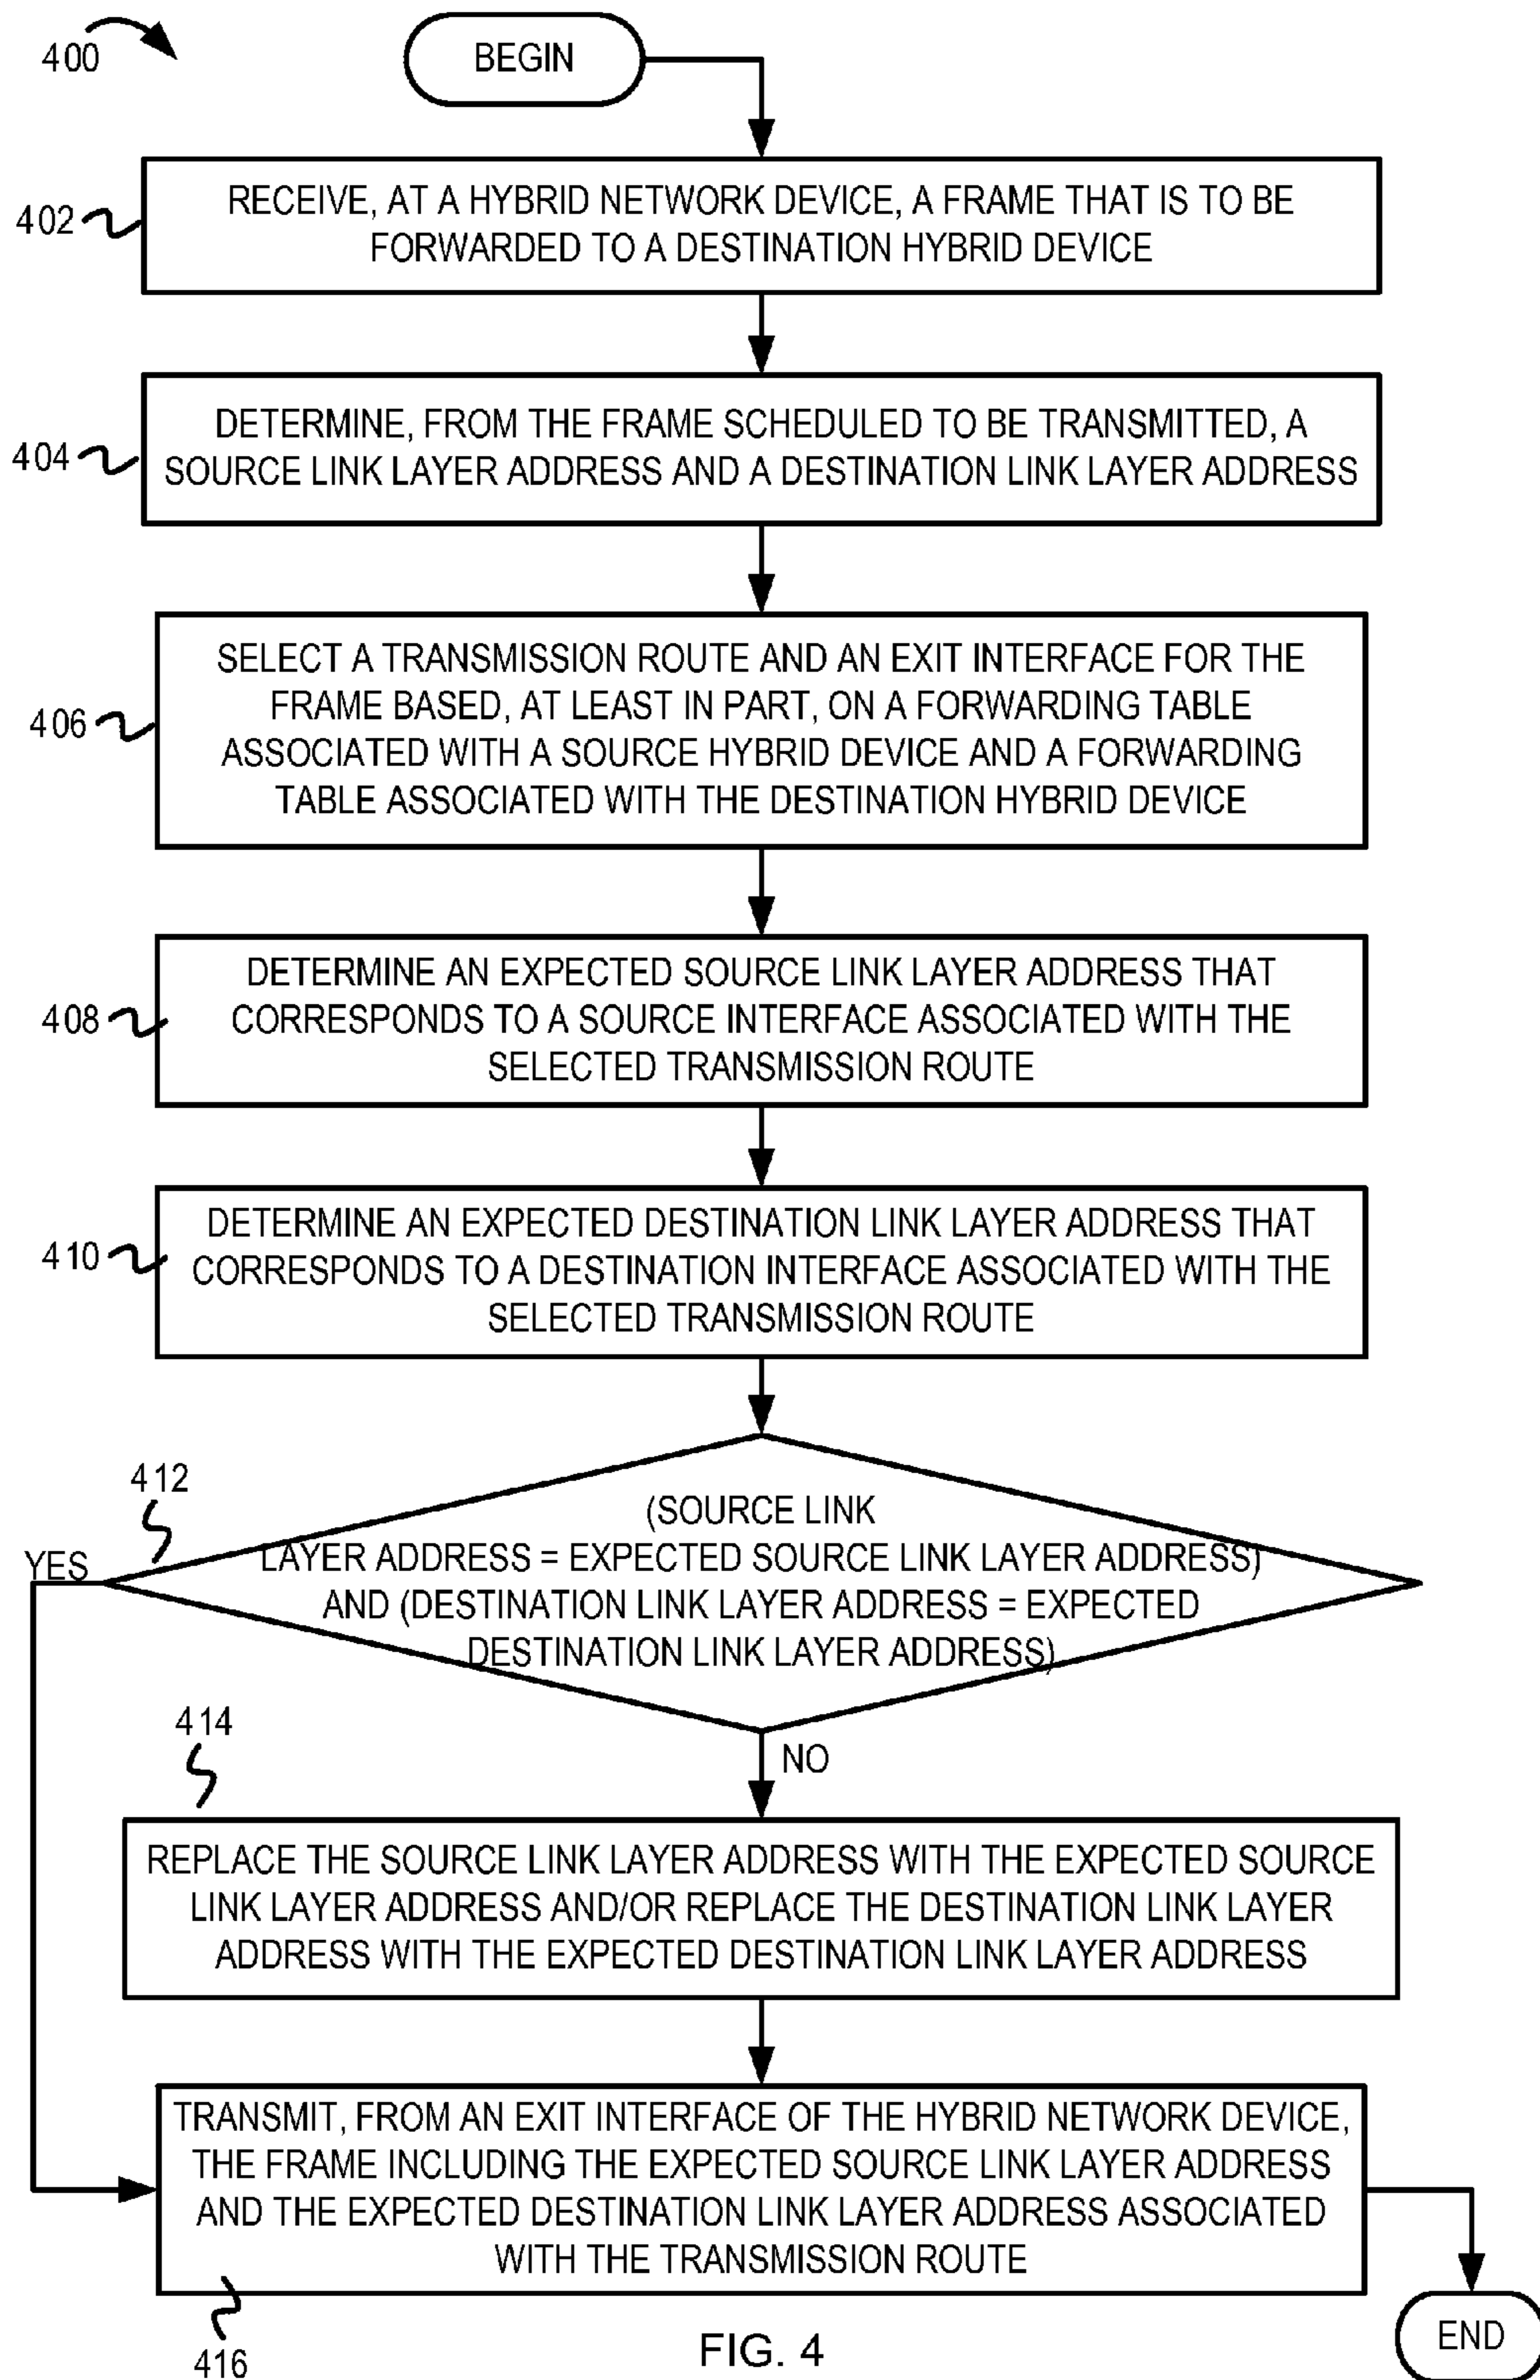 400
BEGIN
402
RECEIVE, AT A HYBRID NETWORK DEVICE, A FRAME THAT IS TO BE
FORWARDED TO A DESTINATION HYBRID DEVICE
404
DETERMINE, FROM THE FRAME SCHEDULED TO BE TRANSMITTED, A
SOURCE LINK LAYER ADDRESS AND A DESTINATION LINK LAYER ADDRESS
406
SELECT A TRANSMISSION ROUTE AND AN EXIT INTERFACE FOR THE
FRAME BASED, AT LEAST IN PART, ON A FORWARDING TABLE
ASSOCIATED WITH A SOURCE HYBRID DEVICE AND A FORWARDING
TABLE ASSOCIATED WITH THE DESTINATION HYBRID DEVICE
408
DETERMINE AN EXPECTED SOURCE LINK LAYER ADDRESS THAT
CORRESPONDS TO A SOURCE INTERFACE ASSOCIATED WITH THE
SELECTED TRANSMISSION ROUTE
410
DETERMINE AN EXPECTED DESTINATION LINK LAYER ADDRESS THAT
CORRESPONDS TO A DESTINATION INTERFACE ASSOCIATED WITH THE
SELECTED TRANSMISSION ROUTE
412
(SOURCE LINK
LAYER ADDRESS = EXPECTED SOURCE LINK LAYER ADDRESS)
AND (DESTINATION LINK LAYER ADDRESS = EXPECTED
DESTINATION LINK LAYER ADDRESS)
YES
NO
414
REPLACE THE SOURCE LINK LAYER ADDRESS WITH THE EXPECTED SOURCE
LINK LAYER ADDRESS AND/OR REPLACE THE DESTINATION LINK LAYER
ADDRESS WITH THE EXPECTED DESTINATION LINK LAYER ADDRESS
TRANSMIT, FROM AN EXIT INTERFACE OF THE HYBRID NETWORK DEVICE,
THE FRAME INCLUDING THE EXPECTED SOURCE LINK LAYER ADDRESS
AND THE EXPECTED DESTINATION LINK LAYER ADDRESS ASSOCIATED
WITH THE TRANSMISSION ROUTE
416
END
FIG. 4